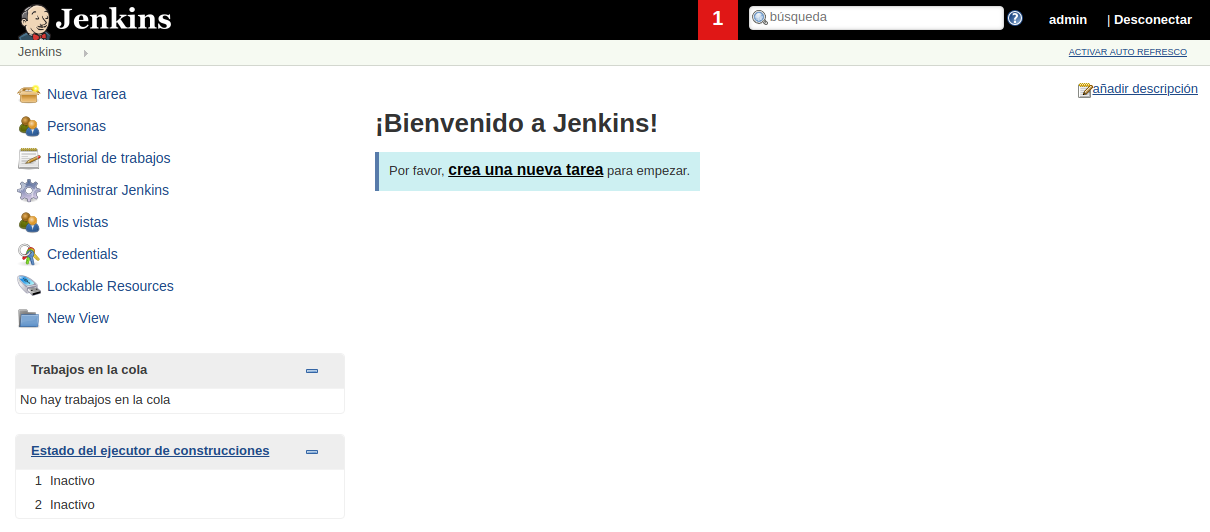 Jenkins
1
búsqueda
admin
| Desconectar
Jenkins
ACTIVAR AUTO REFRESCO
añadir descripción
Nueva Tarea
Personas
Historial de trabajos
Administrar Jenkins
Mis vistas
Credentials
Lockable Resources
New View
¡Bienvenido a Jenkins!
Por favor, crea una nueva tarea para empezar.
Trabajos en la cola
No hay trabajos en la cola
Estado del ejecutor de construcciones
1 Inactivo
2 Inactivo